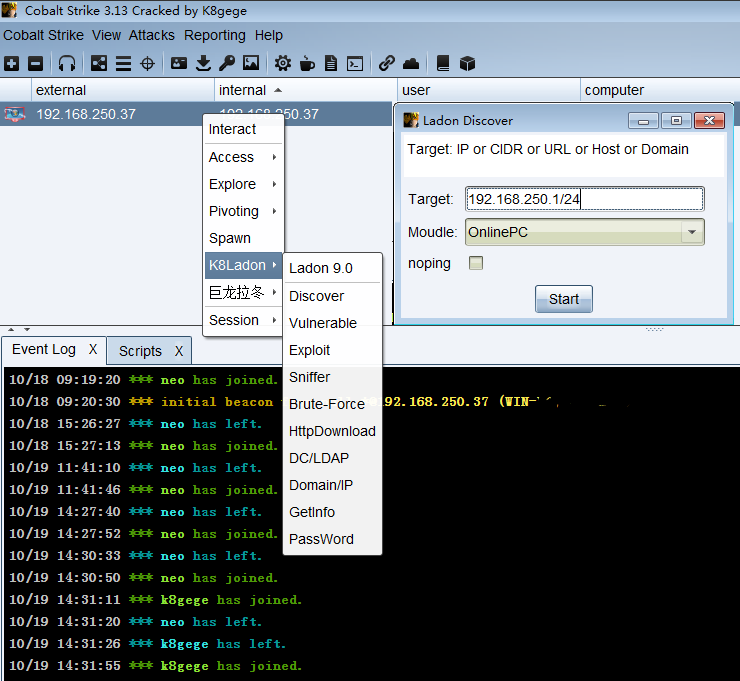 Cobalt Strike 3.13 Cracked by K8gege
Cobalt Strike View Attacks Reporting Help
external internal user computer
192.168.250.37 192.168.250.37
Interact
Access
Explore
Pivoting
Spawn
K8Ladon
巨龙拉冬
Session
Ladon 9.0
Discover
Vulnerable
Exploit
Sniffer
Brute-Force
HttpDownload
DC/LDAP
Domain/IP
GetInfo
PassWord
Ladon Discover
Target: IP or CIDR or URL or Host or Domain
Target: 192.168.250.1/24
Moudle: OnlinePC
noping
Start
Event Log X Scripts X
10/18 09:19:20 *** neo has joined.
10/18 09:20:30 *** initial beacon 192.168.250.37 (WIN-
10/18 15:26:27 *** neo has left.
10/18 15:27:13 *** neo has joined.
10/19 11:41:10 *** neo has left.
10/19 11:41:46 *** neo has joined.
10/19 14:27:40 *** neo has left.
10/19 14:27:52 *** neo has joined.
10/19 14:30:33 *** neo has left.
10/19 14:30:50 *** neo has joined.
10/19 14:31:11 *** k8gege has joined.
10/19 14:31:20 *** neo has left.
10/19 14:31:26 *** k8gege has left.
10/19 14:31:55 *** k8gege has joined.